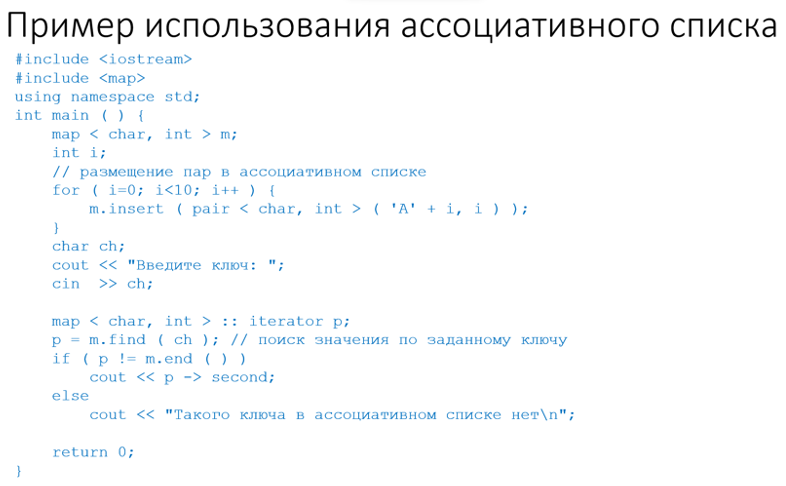 Пример использования ассоциативного списка
#include <iostream>
#include <map>
using namespace std;
int main ( ) {
    map < char, int > m;
    int i;
    // размещение пар в ассоциативном списке
    for ( i=0; i<10; i++ ) {
        m.insert ( pair < char, int > ( 'A' + i, i ) );
    }
    char ch;
    cout << "Введите ключ: ";
    cin  >> ch;

    map < char, int > :: iterator p;
    p = m.find ( ch ); // поиск значения по заданному ключу
    if ( p != m.end ( ) )
        cout << p -> second;
    else
        cout << "Такого ключа в ассоциативном списке нет\n";

    return 0;
}